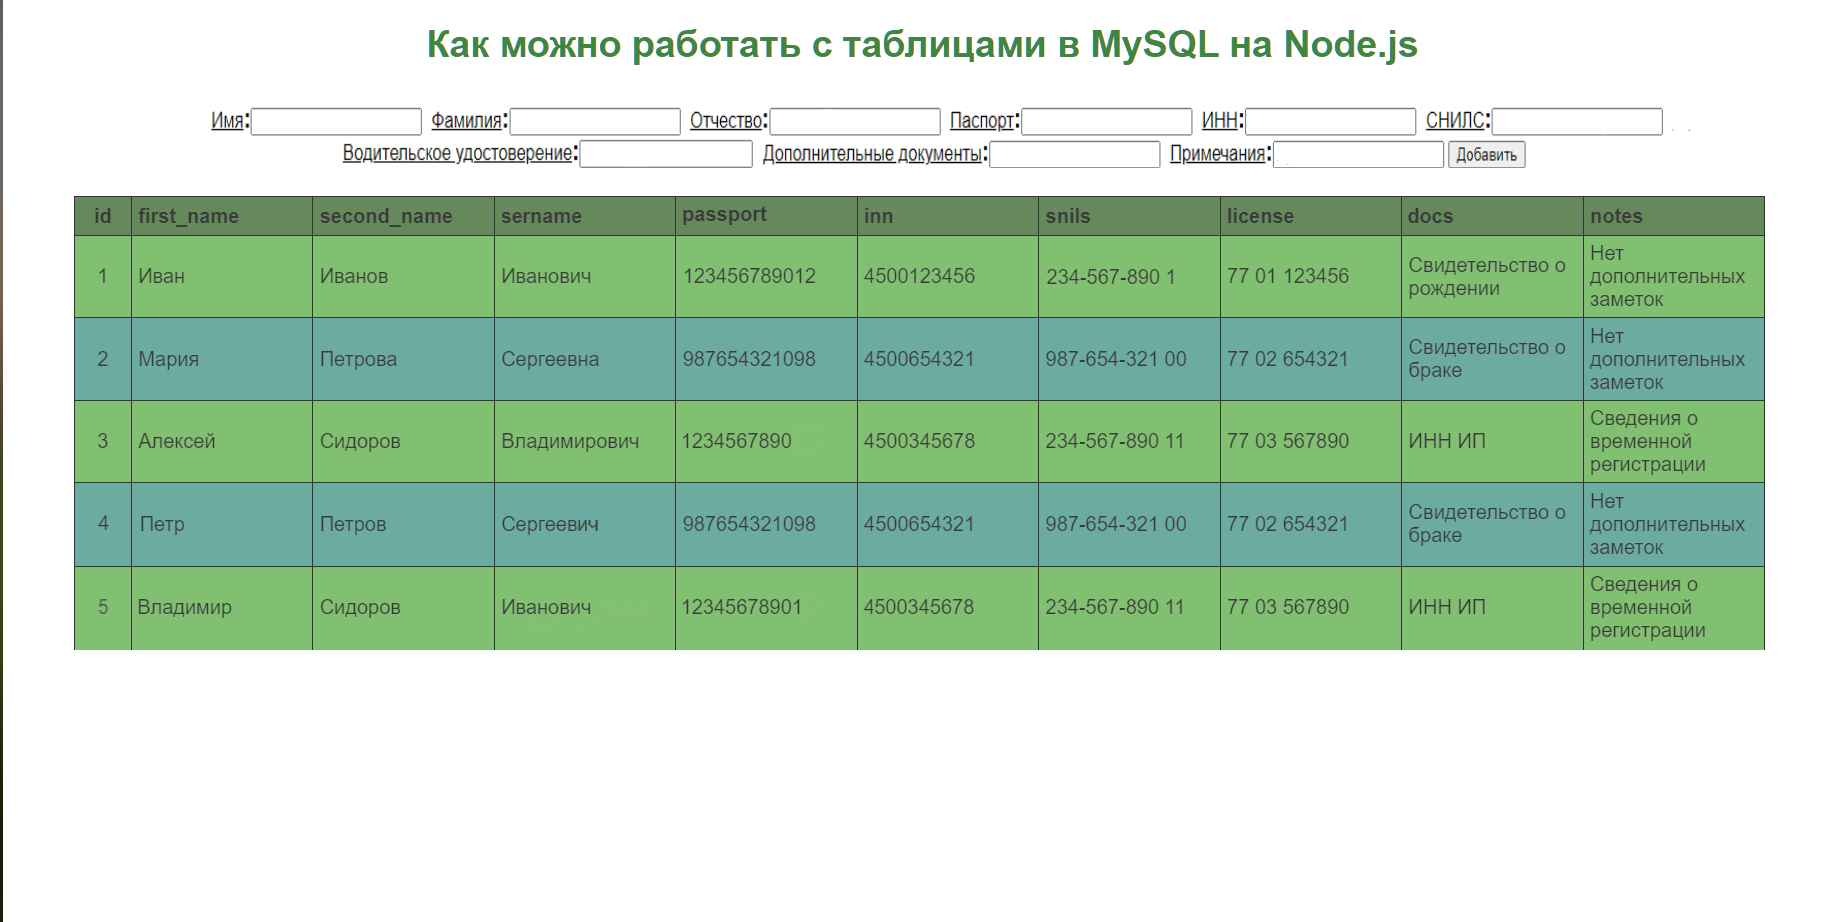 Как можно работать с таблицами в MySQL на Node.js
Имя: Фамилия: Отчество: Паспорт: ИНН: СНИЛС:
Водительское удостоверение: Дополнительные документы: Примечания: Добавить
id first_name second_name sername passport inn snils license docs notes
1 Иван Иванов Иванович 123456789012 4500123456 234-567-890 1 77 01 123456 Свидетельство о рождении Нет дополнительных заметок
2 Мария Петрова Сергеевна 987654321098 4500654321 987-654-321 00 77 02 654321 Свидетельство о браке Нет дополнительных заметок
3 Алексей Сидоров Владимирович 1234567890 4500345678 234-567-890 11 77 03 567890 ИНН ИП Сведения о временной регистрации
4 Петр Петров Сергеевич 987654321098 4500654321 987-654-321 00 77 02 654321 Свидетельство о браке Нет дополнительных заметок
5 Владимир Сидоров Иванович 12345678901 4500345678 234-567-890 11 77 03 567890 ИНН ИП Сведения о временной регистрации